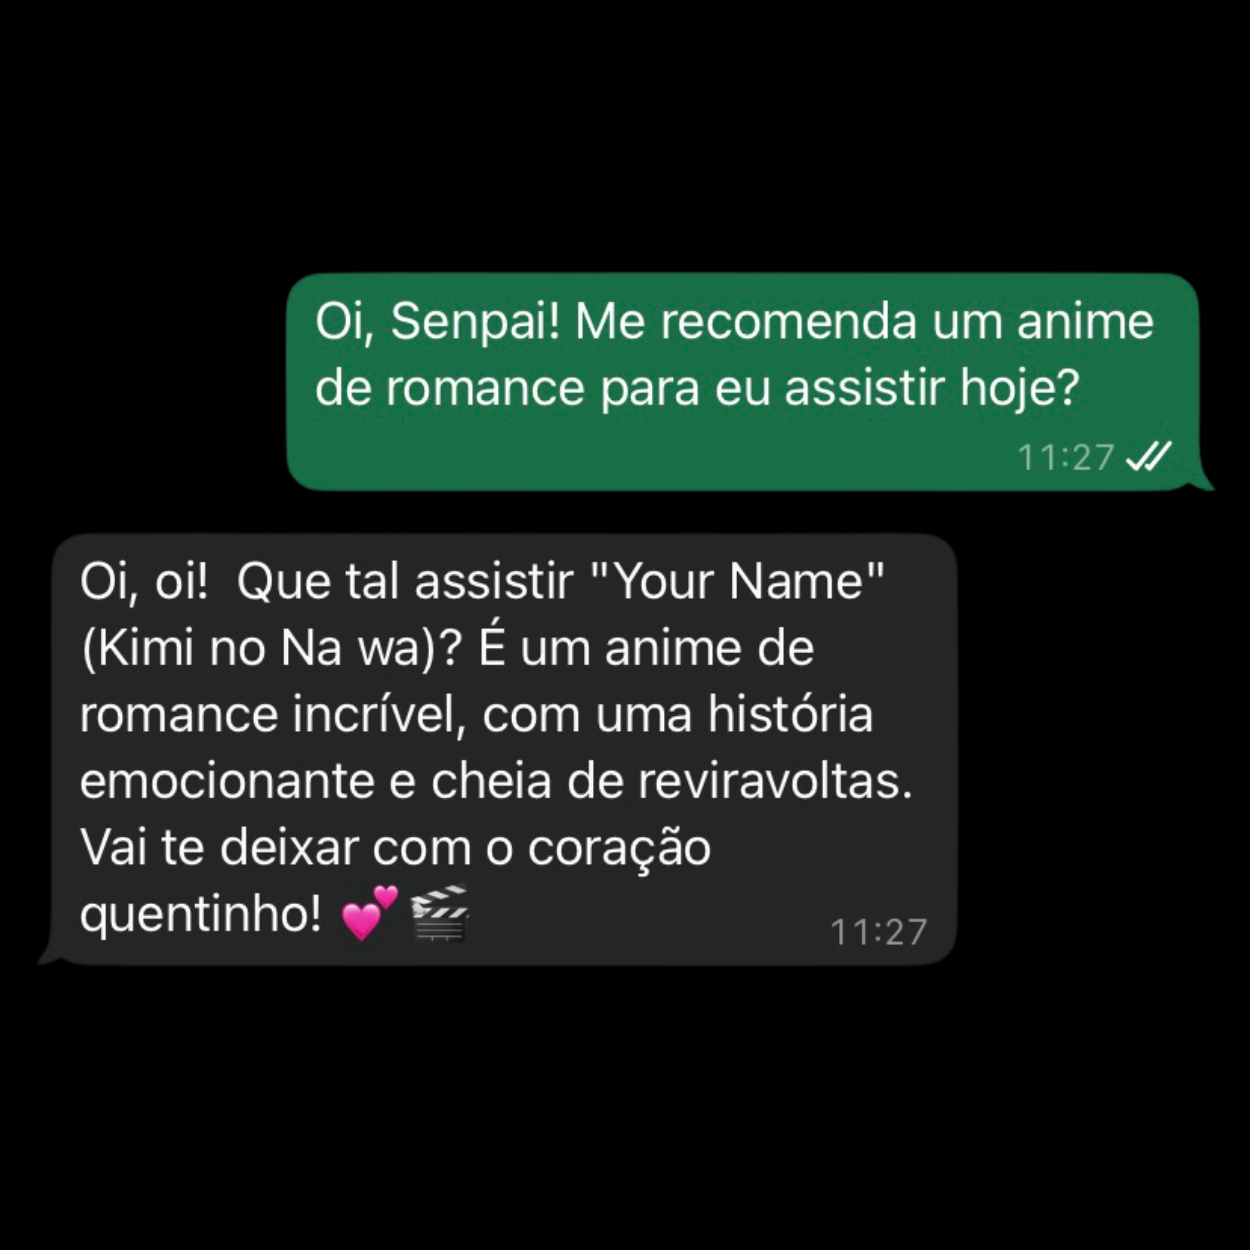 Oi, Senpai! Me recomenda um anime
de romance para eu assistir hoje?
11:27
Oi, oi!  Que tal assistir "Your Name"
(Kimi no Na wa)? É um anime de
romance incrível, com uma história
emocionante e cheia de reviravoltas.
Vai te deixar com o coração
quentinho! 💕🎬
11:27